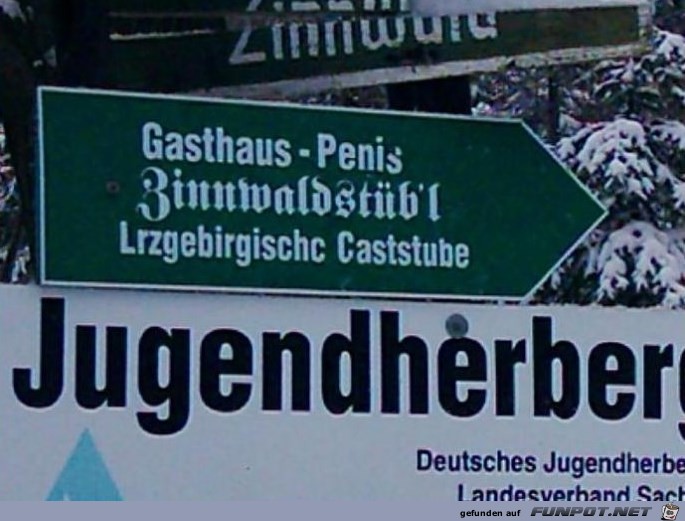 Zinnwald
Gasthaus - Penis
Zinnwaldstüb'l
Lrzgebirgischc Caststube
Jugendherberg
Deutsches Jugendherbe
Landesverband Sach
gefunden auf FUNPOT.NET